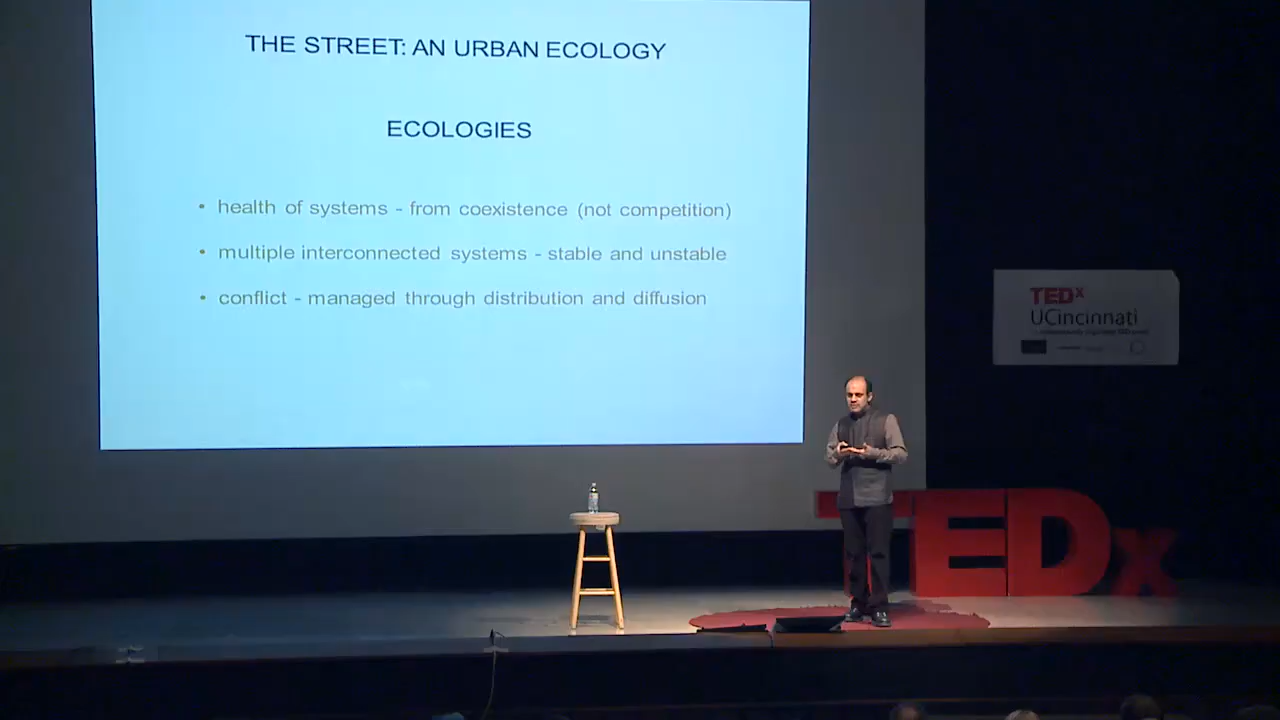 THE STREET: AN URBAN ECOLOGY
ECOLOGIES
• health of systems - from coexistence (not competition)
• multiple interconnected systems - stable and unstable
• conflict - managed through distribution and diffusion
TEDx
UCincinnati
TEDx